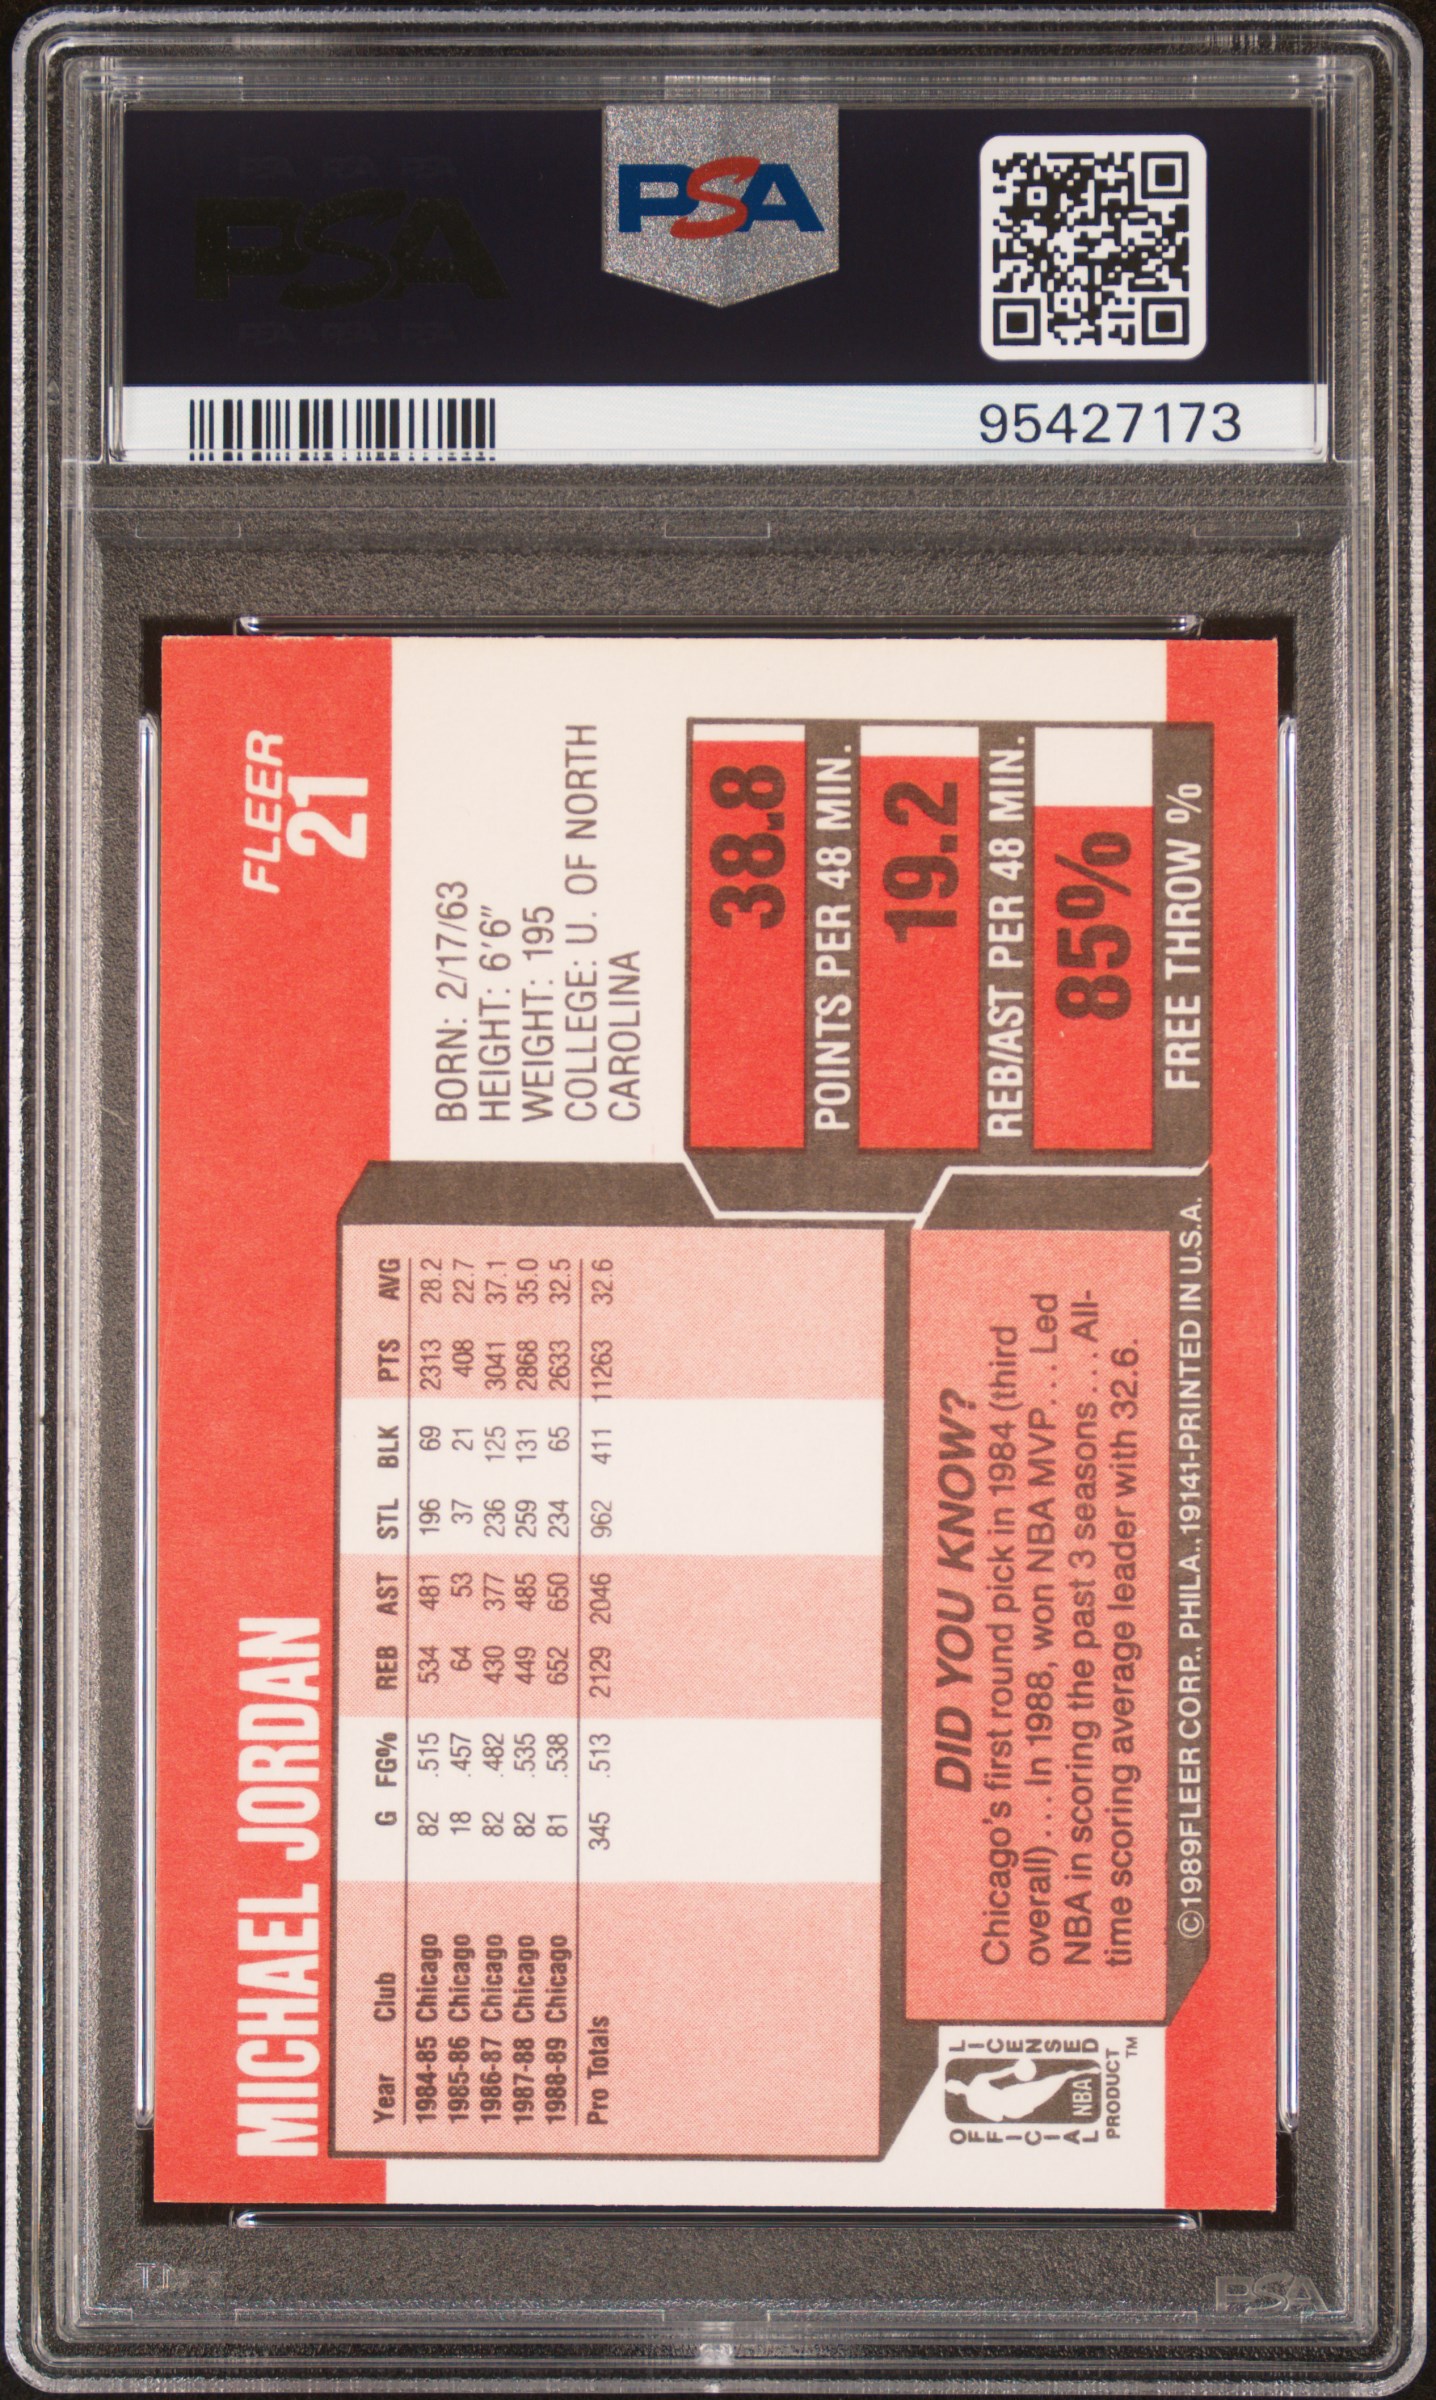 PSA
PSA
95427173
MICHAEL JORDAN
FLEER
21
Year Club G FG% REB AST STL BLK PTS AVG
1984-85 Chicago 82 .515 534 481 196 69 2313 28.2
1985-86 Chicago 18 .457 64 53 37 21 408 22.7
1986-87 Chicago 82 .482 430 377 236 125 3041 37.1
1987-88 Chicago 82 .535 449 485 259 131 2868 35.0
1988-89 Chicago 81 .538 652 650 234 65 2633 32.5
Pro Totals 345 .513 2129 2046 962 411 11263 32.6
BORN: 2/17/63
HEIGHT: 6'6"
WEIGHT: 195
COLLEGE: U. OF NORTH
CAROLINA
38.8
POINTS PER 48 MIN.
19.2
REB/AST PER 48 MIN.
85%
FREE THROW %
DID YOU KNOW?
Chicago's first round pick in 1984 (third
overall) . . . In 1988, won NBA MVP . . . Led
NBA in scoring the past 3 seasons . . . All-
time scoring average leader with 32.6.
OFFICIAL
NBA
LICENSED
PRODUCT™
©1989FLEER CORP., PHILA., 19141-PRINTED IN U.S.A.
PSA